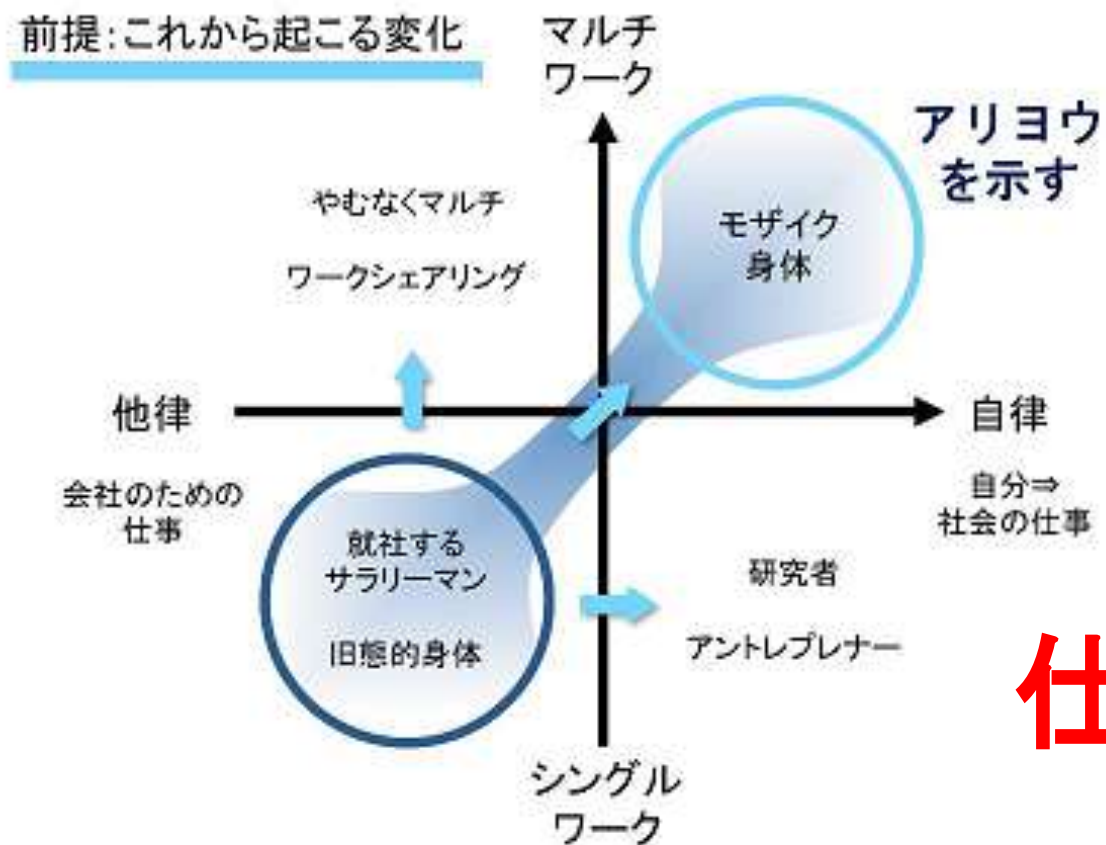 前提:これから起こる変化
マルチ
ワーク
アリヨウ
を示す
やむなくマルチ
ワークシェアリング
モザイク
身体
他律
自律
会社のための
仕事
自分⇒
社会の仕事
就社する
サラリーマン
旧態的身体
研究者
アントレプレナー
仕
シングル
ワーク